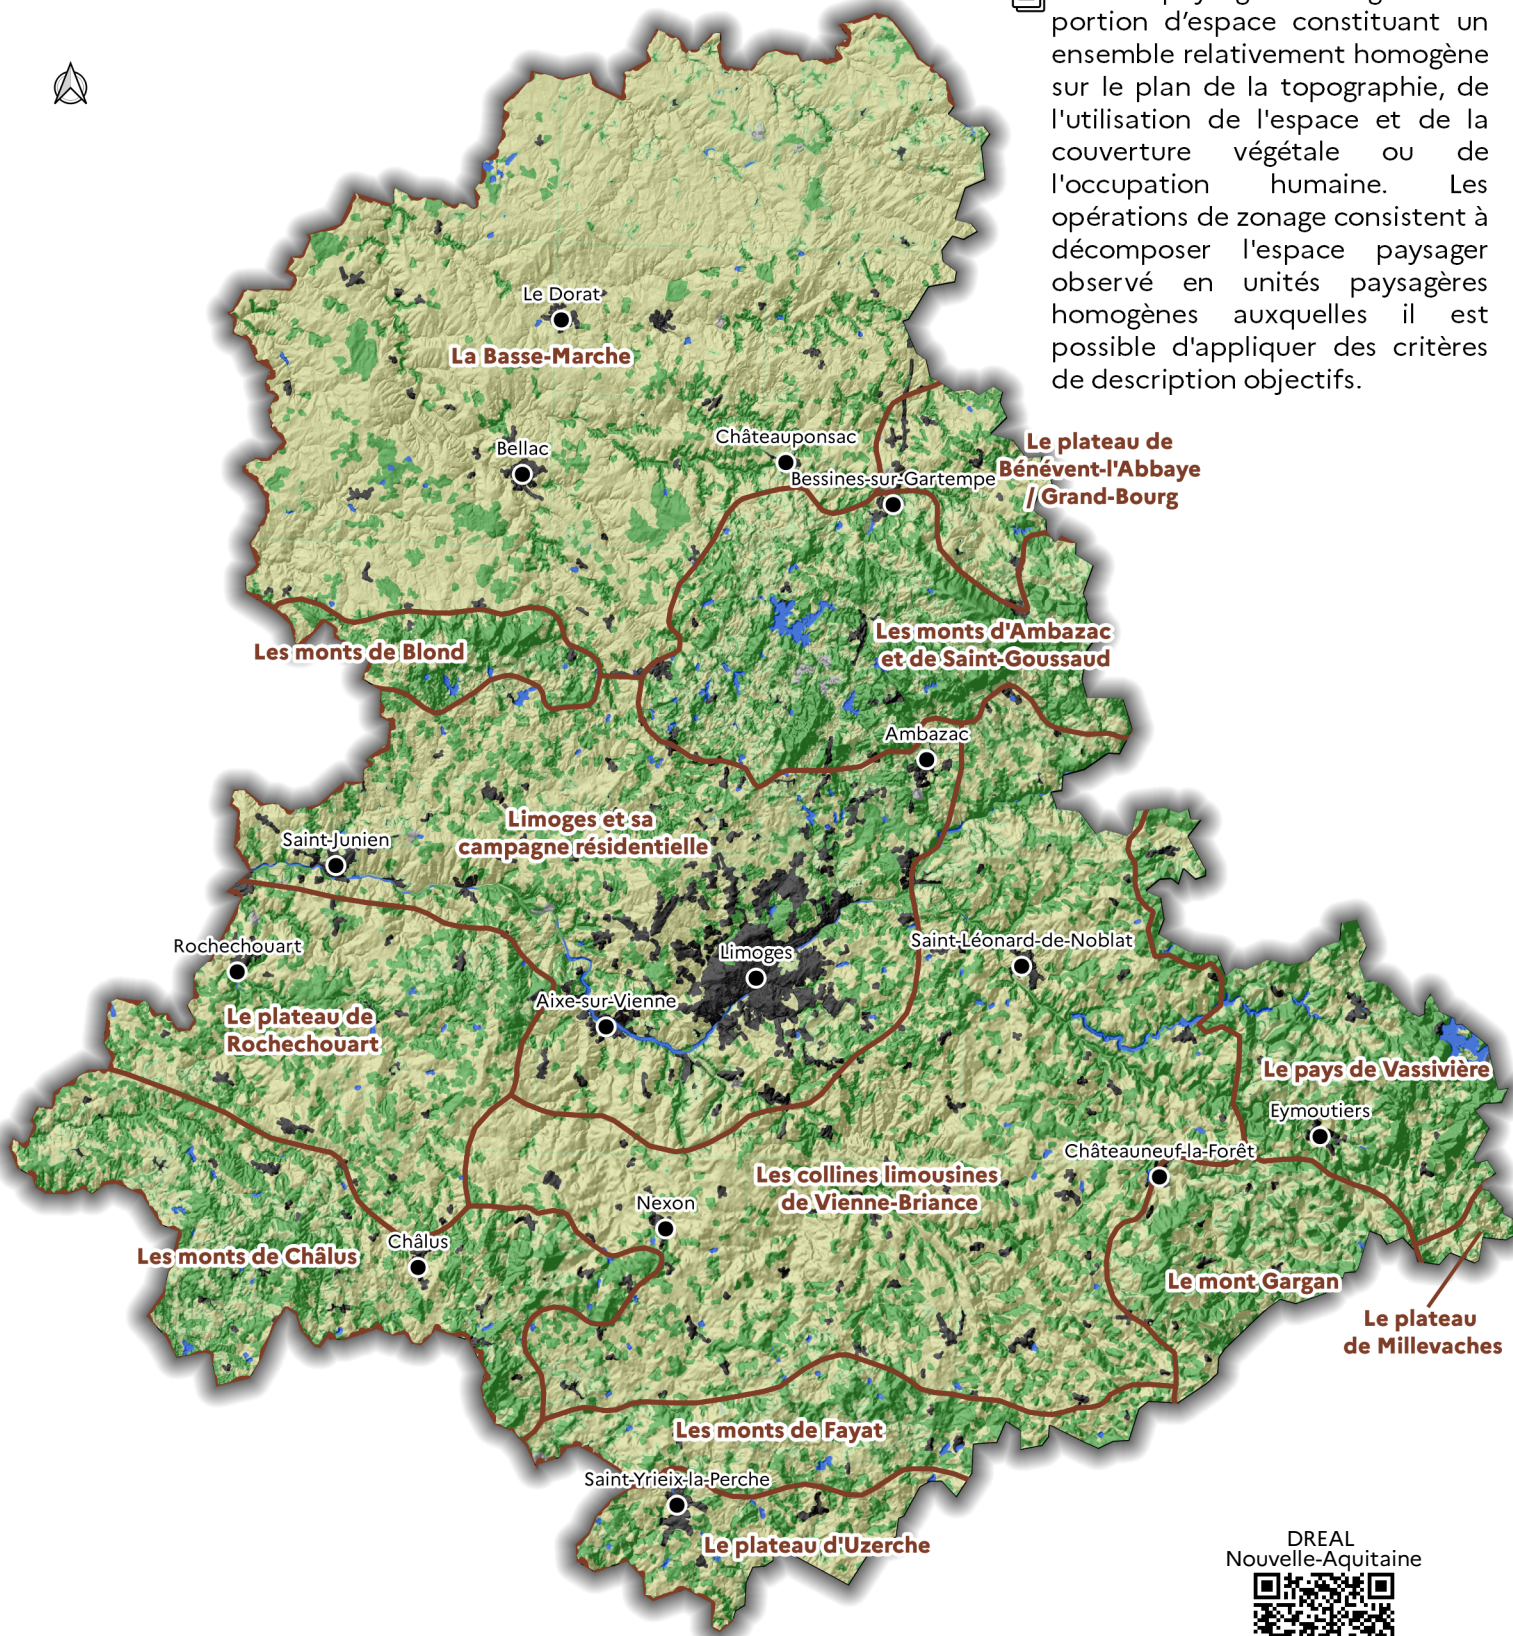 portion d’espace constituant un
ensemble relativement homogène
sur le plan de la topographie, de
l'utilisation de l'espace et de la
couverture végétale ou de
l'occupation humaine. Les
opérations de zonage consistent à
décomposer l'espace paysager
observé en unités paysagères
homogènes auxquelles il est
possible d'appliquer des critères
de description objectifs.
Le Dorat
La Basse-Marche
Châteauponsac
Bellac
Bessines-sur-Gartempe
Le plateau de
Bénévent-l'Abbaye
/ Grand-Bourg
Les monts de Blond
Les monts d'Ambazac
et de Saint-Goussaud
Ambazac
Limoges et sa
campagne résidentielle
Saint-Junien
Rochechouart
Limoges
Saint-Léonard-de-Noblat
Aixe-sur-Vienne
Le plateau de
Rochechouart
Le pays de Vassivière
Eymoutiers
Châteauneuf-la-Forêt
Les collines limousines
de Vienne-Briance
Nexon
Châlus
Les monts de Châlus
Le mont Gargan
Le plateau
de Millevaches
Les monts de Fayat
Saint-Yrieix-la-Perche
Le plateau d'Uzerche
DREAL
Nouvelle-Aquitaine